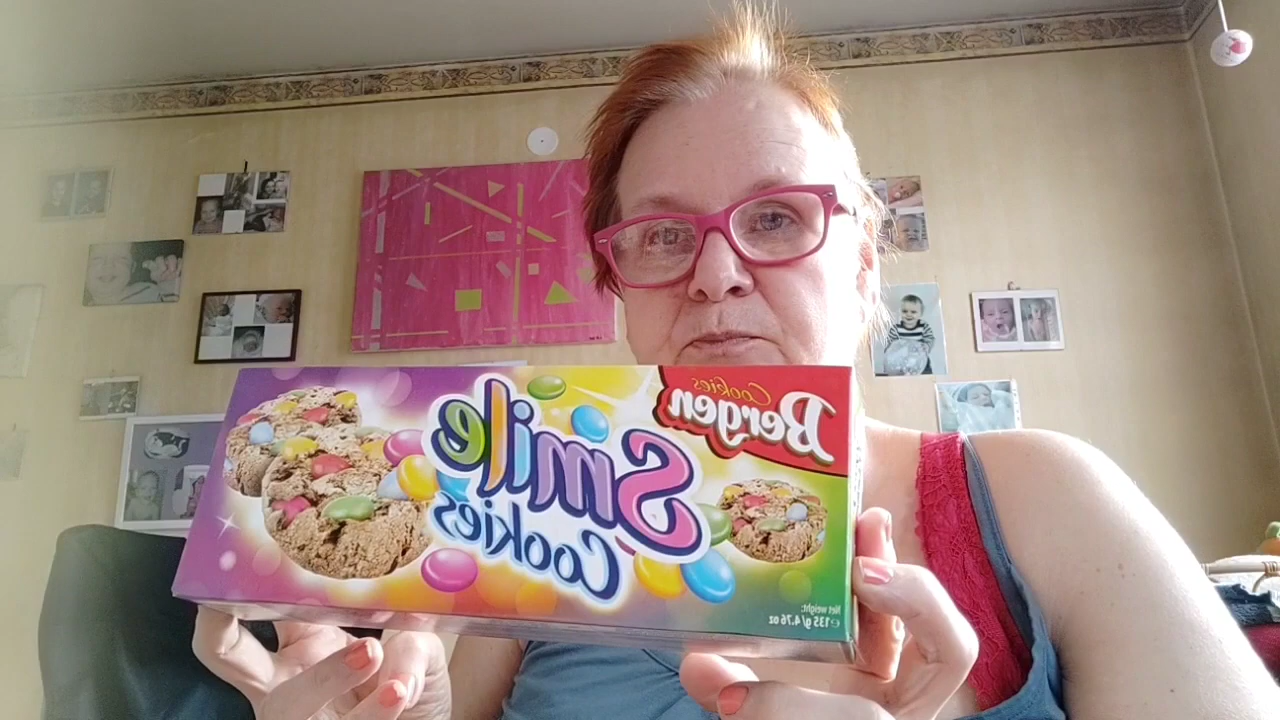 Bergen
Cookies
Smile
Cookies
Net weight:
135 g/4.76 oz ℮